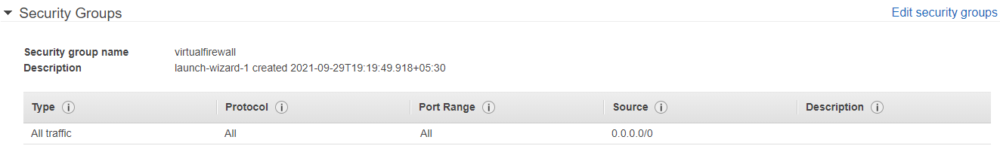 Security Groups Edit security groups
Security group name virtualfirewall
Description launch-wizard-1 created 2021-09-29T19:19:49.918+05:30
Type Protocol Port Range Source Description
All traffic All All 0.0.0.0/0